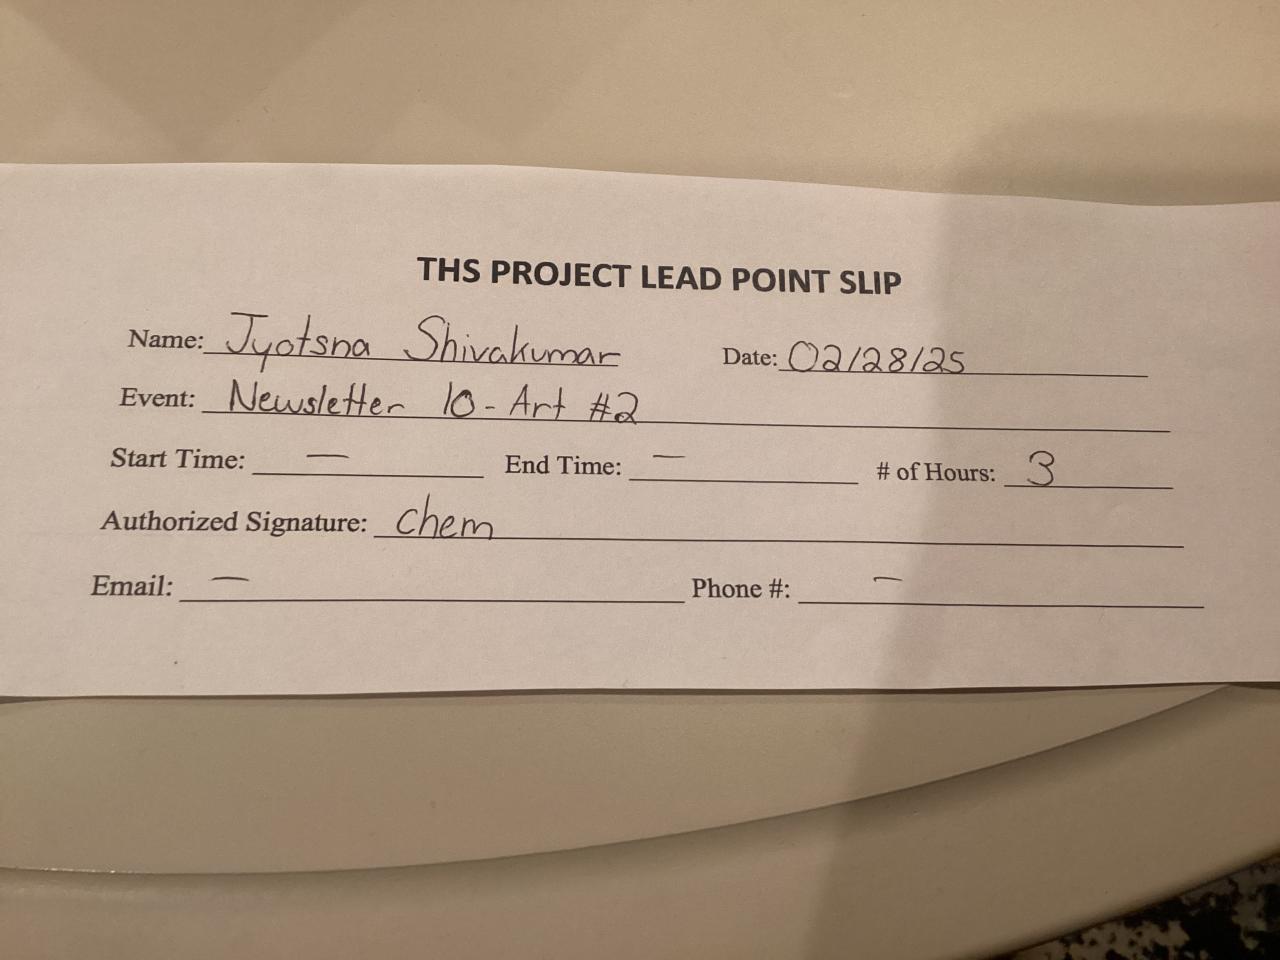 THS PROJECT LEAD POINT SLIP
Name: Jyotsna Shivakumar Date: 02/28/25
Event: Newsletter 10 - Art #2
Start Time: — End Time: — # of Hours: 3
Authorized Signature: Chem
Email: — Phone #: —